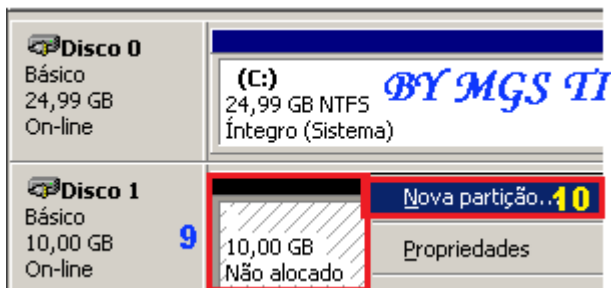 Disco 0
Básico
24,99 GB
On-line
(C:)
24,99 GB NTFS
Íntegro (Sistema)
BY MGS TI
Disco 1
Básico
10,00 GB
On-line
9
10,00 GB
Não alocado
Nova partição...10
Propriedades